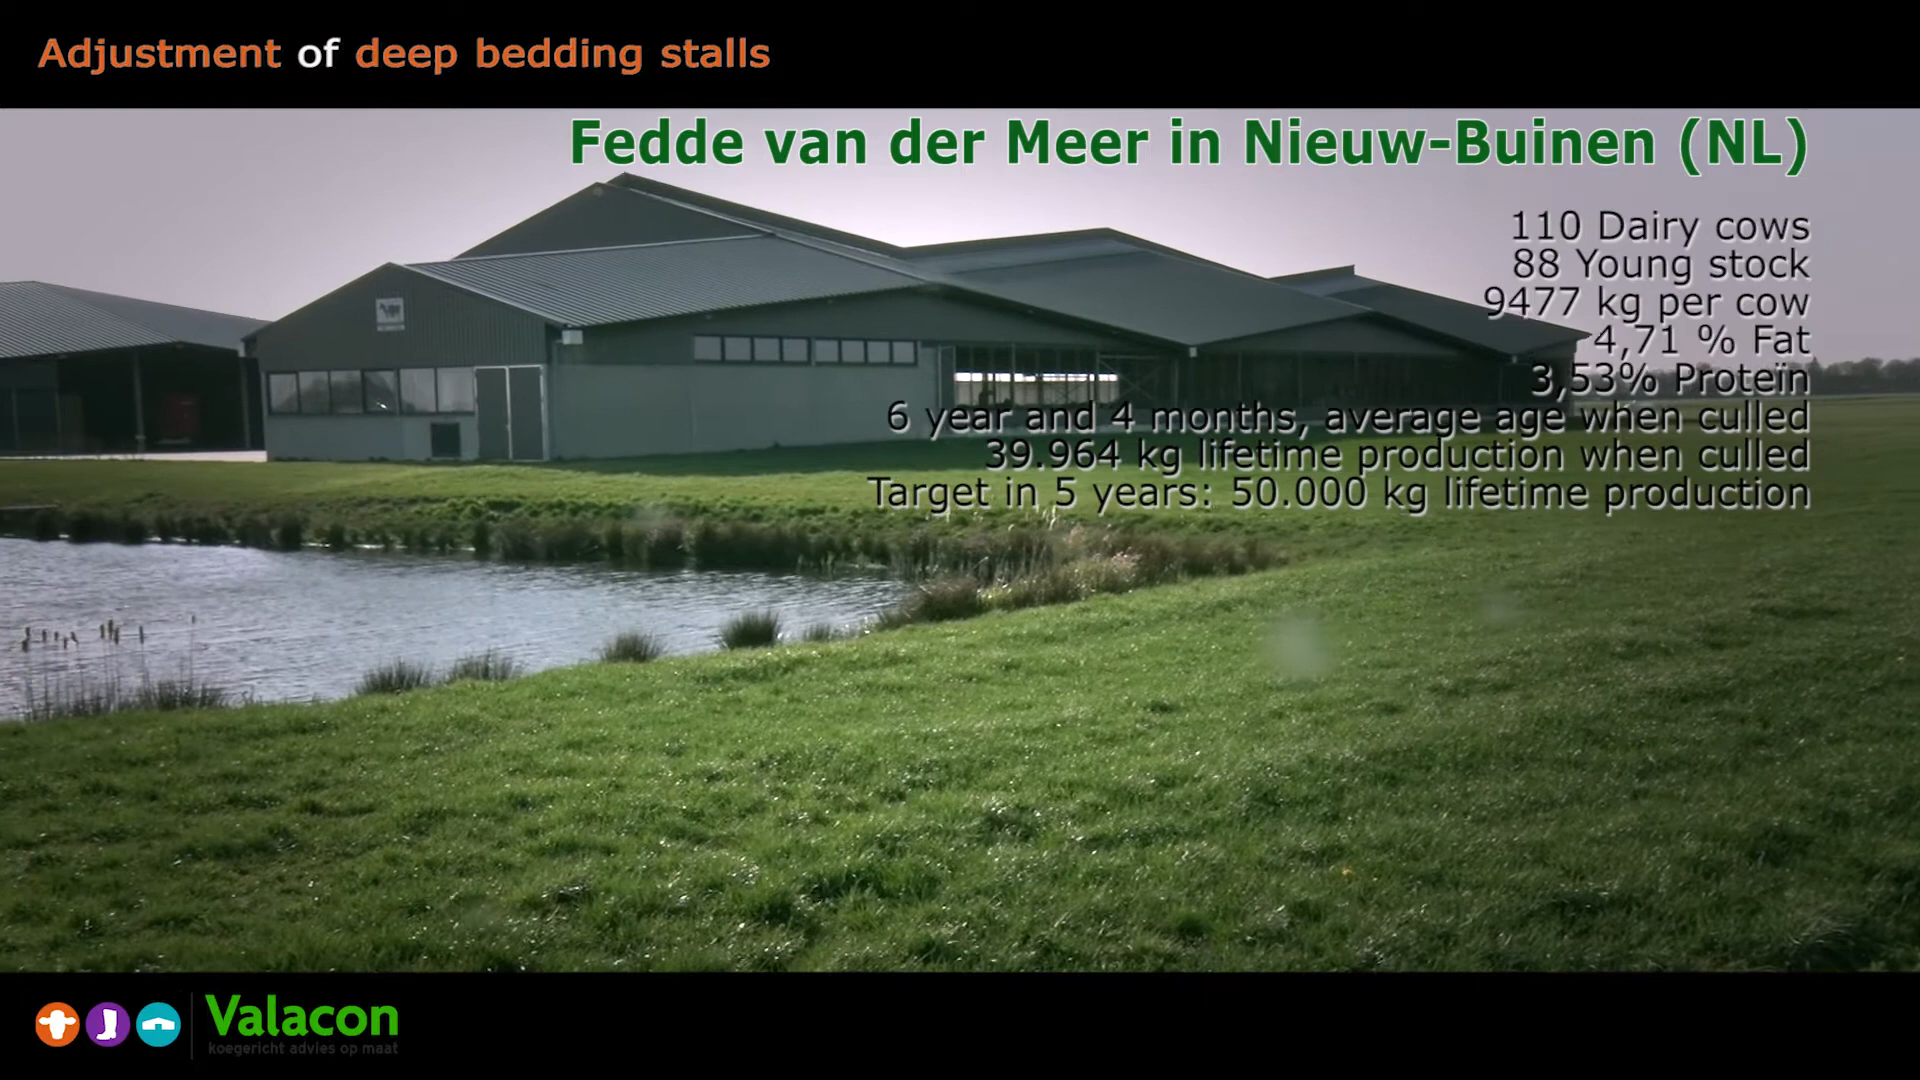 Adjustment of deep bedding stalls
Fedde van der Meer in Nieuw-Buinen (NL)
110 Dairy cows
88 Young stock
9477 kg per cow
4,71 % Fat
3,53% Proteïn
6 year and 4 months, average age when culled
39.964 kg lifetime production when culled
Target in 5 years: 50.000 kg lifetime production
Valacon
koegericht advies op maat